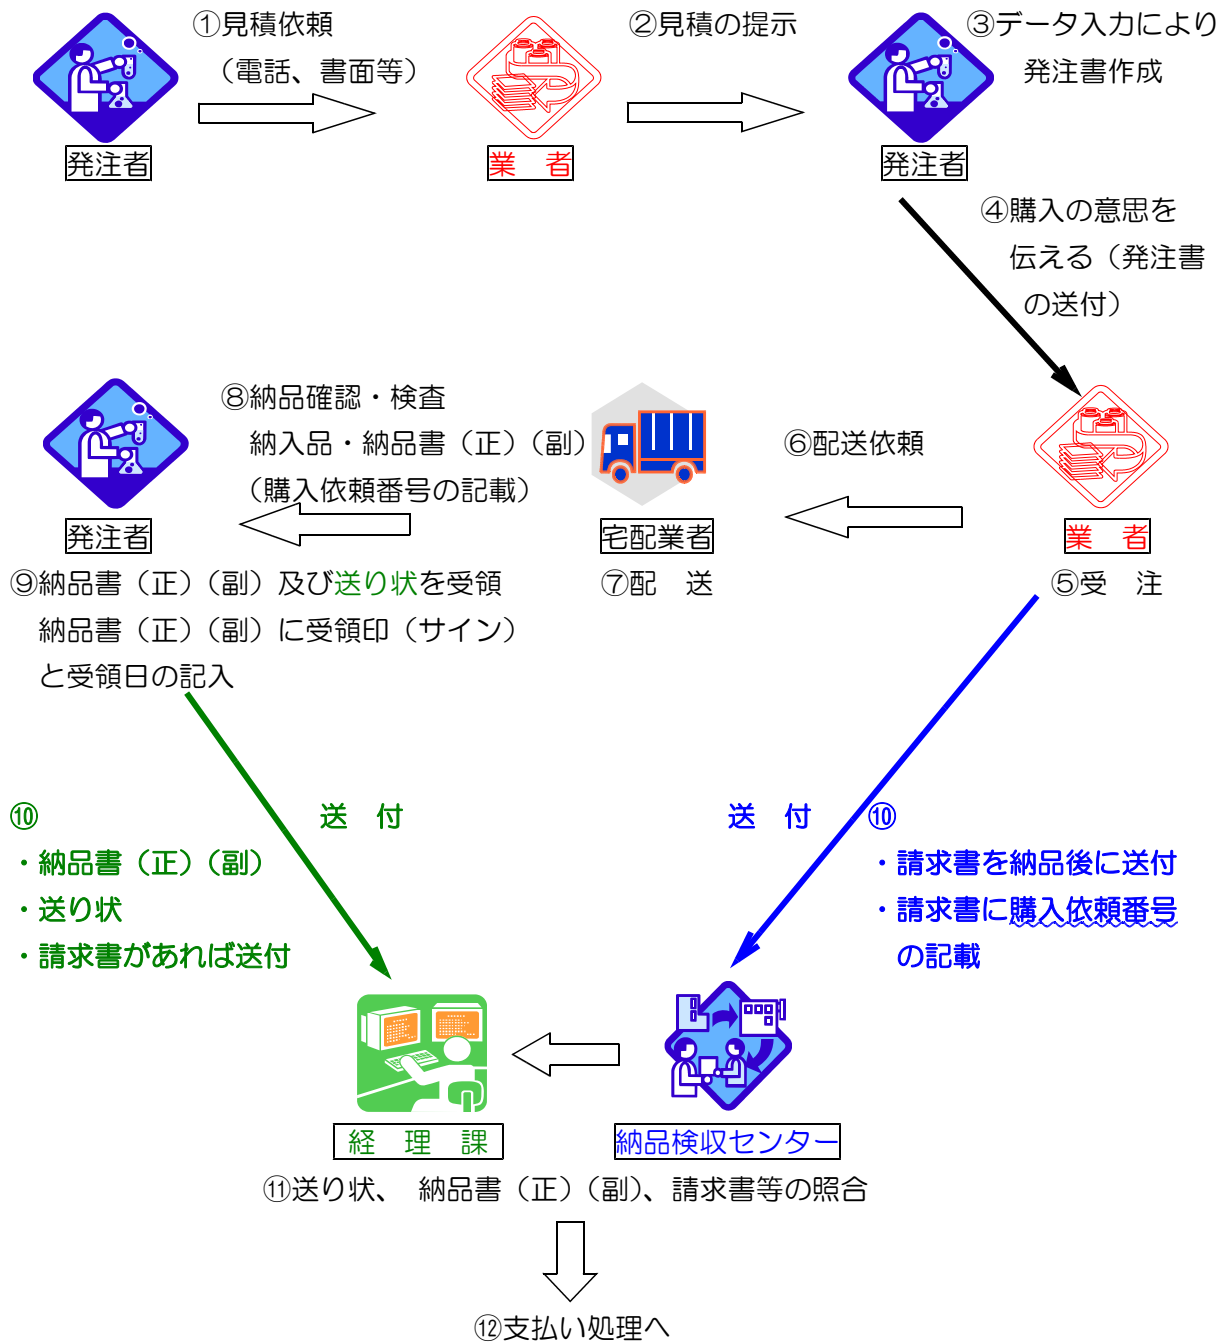 ①見積依頼
（電話、書面等）
発注者
業　者
②見積の提示
発注者
③データ入力により
発注書作成
④購入の意思を
伝える（発注書
の送付）
業　者
⑤受　注
⑥配送依頼
宅配業者
⑦配　送
⑧納品確認・検査
納入品・納品書（正）（副）
（購入依頼番号の記載）
発注者
⑨納品書（正）（副）及び送り状を受領
納品書（正）（副）に受領印（サイン）
と受領日の記入
⑩
送　付
・納品書（正）（副）
・送り状
・請求書があれば送付
送　付
⑩
・請求書を納品後に送付
・請求書に購入依頼番号
の記載
経　理　課
納品検収センター
⑪送り状、　納品書（正）（副）、請求書等の照合
⑫支払い処理へ